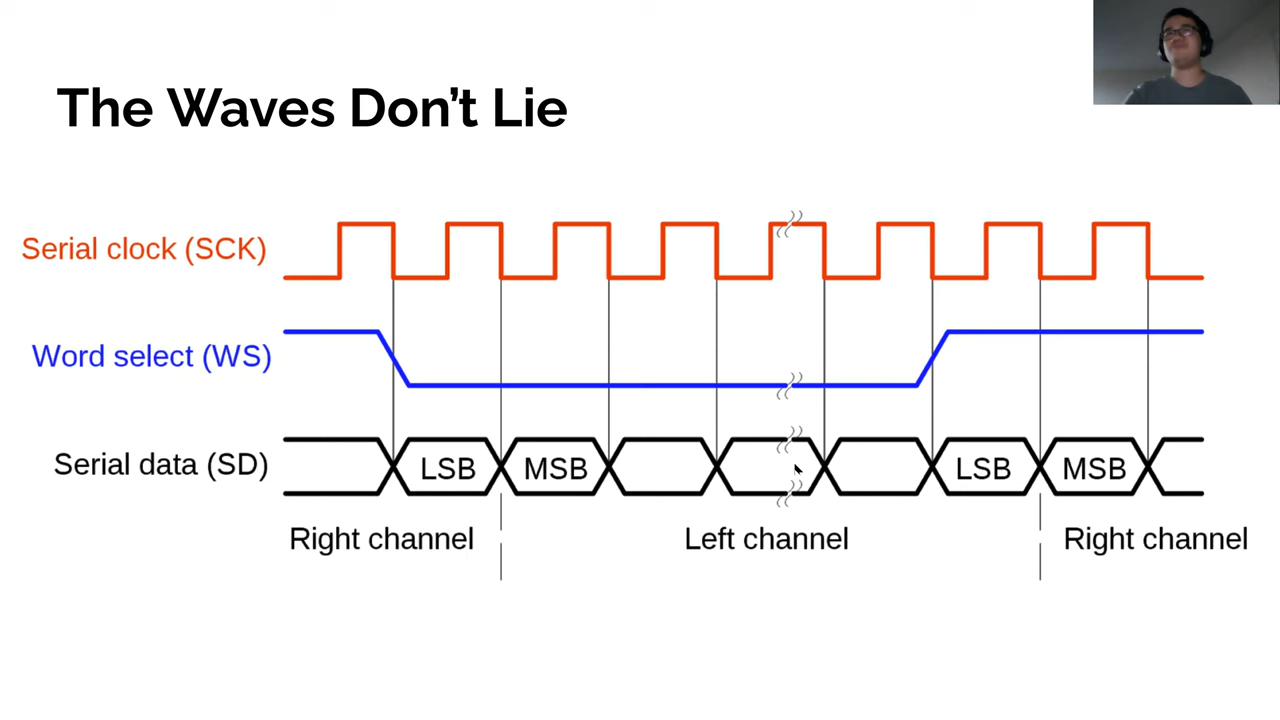 The Waves Don't Lie
Serial clock (SCK)
Word select (WS)
Serial data (SD)
LSB MSB LSB MSB
Right channel Left channel Right channel